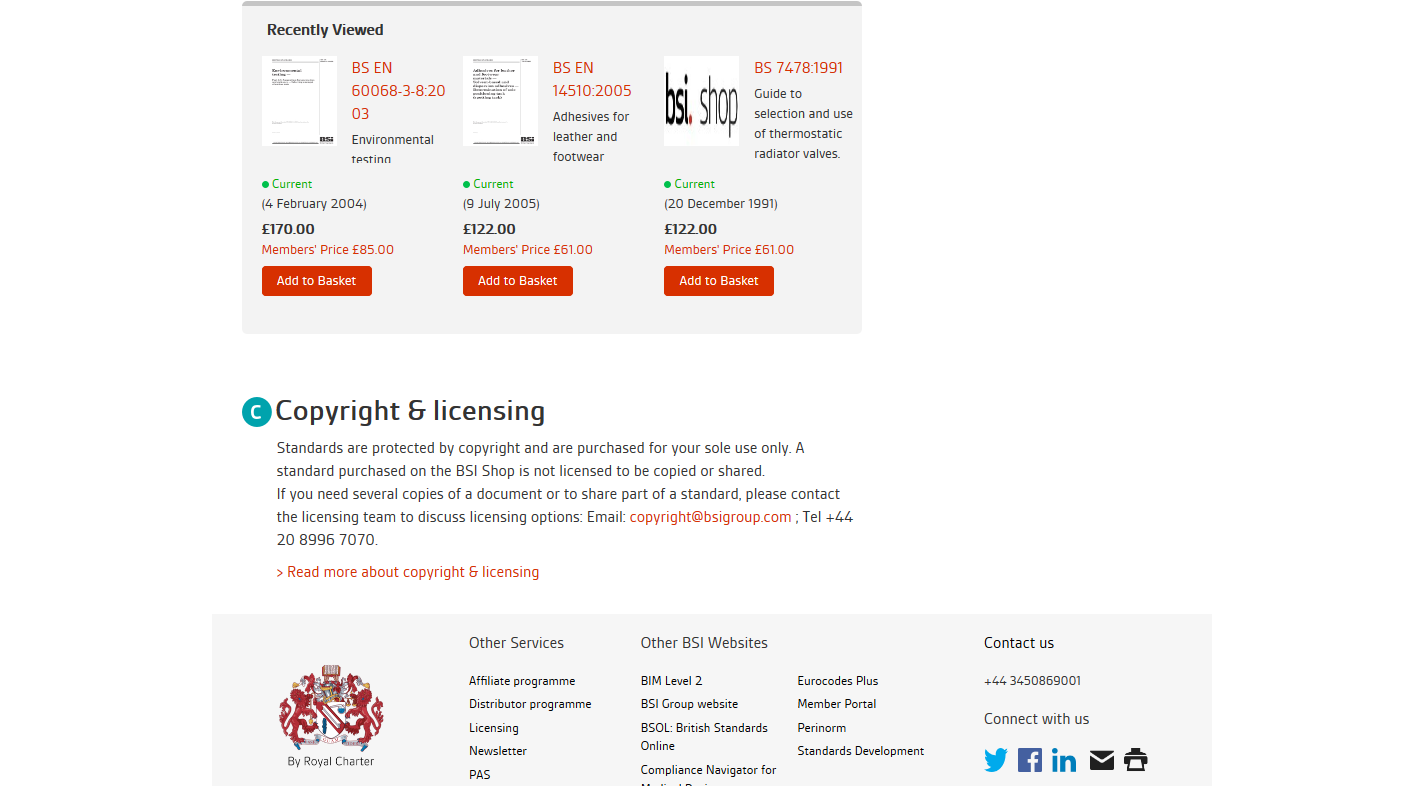 Recently Viewed
BS EN
60068-3-8:20
03
Environmental
testing
Current
(4 February 2004)
£170.00
Members' Price £85.00
Add to Basket
BS EN
14510:2005
Adhesives for
leather and
footwear
Current
(9 July 2005)
£122.00
Members' Price £61.00
Add to Basket
bsi. shop
BS 7478:1991
Guide to
selection and use
of thermostatic
radiator valves.
Current
(20 December 1991)
£122.00
Members' Price £61.00
Add to Basket
C Copyright & licensing
Standards are protected by copyright and are purchased for your sole use only. A
standard purchased on the BSI Shop is not licensed to be copied or shared.
If you need several copies of a document or to share part of a standard, please contact
the licensing team to discuss licensing options: Email: copyright@bsigroup.com ; Tel +44
20 8996 7070.
> Read more about copyright & licensing
By Royal Charter
Other Services
Affiliate programme
Distributor programme
Licensing
Newsletter
PAS
Other BSI Websites
BIM Level 2
BSI Group website
BSOL: British Standards
Online
Compliance Navigator for
Eurocodes Plus
Member Portal
Perinorm
Standards Development
Contact us
+44 3450869001
Connect with us